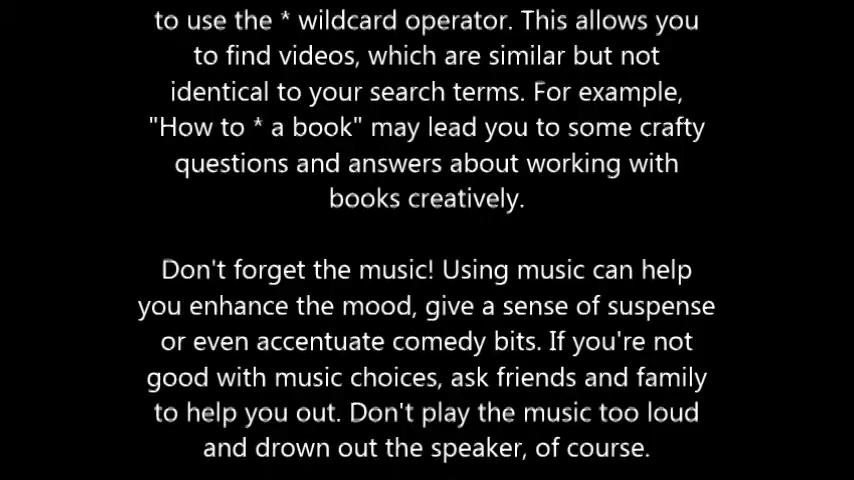 to use the * wildcard operator. This allows you
to find videos, which are similar but not
identical to your search terms. For example,
"How to * a book" may lead you to some crafty
questions and answers about working with
books creatively.
Don't forget the music! Using music can help
you enhance the mood, give a sense of suspense
or even accentuate comedy bits. If you're not
good with music choices, ask friends and family
to help you out. Don't play the music too loud
and drown out the speaker, of course.